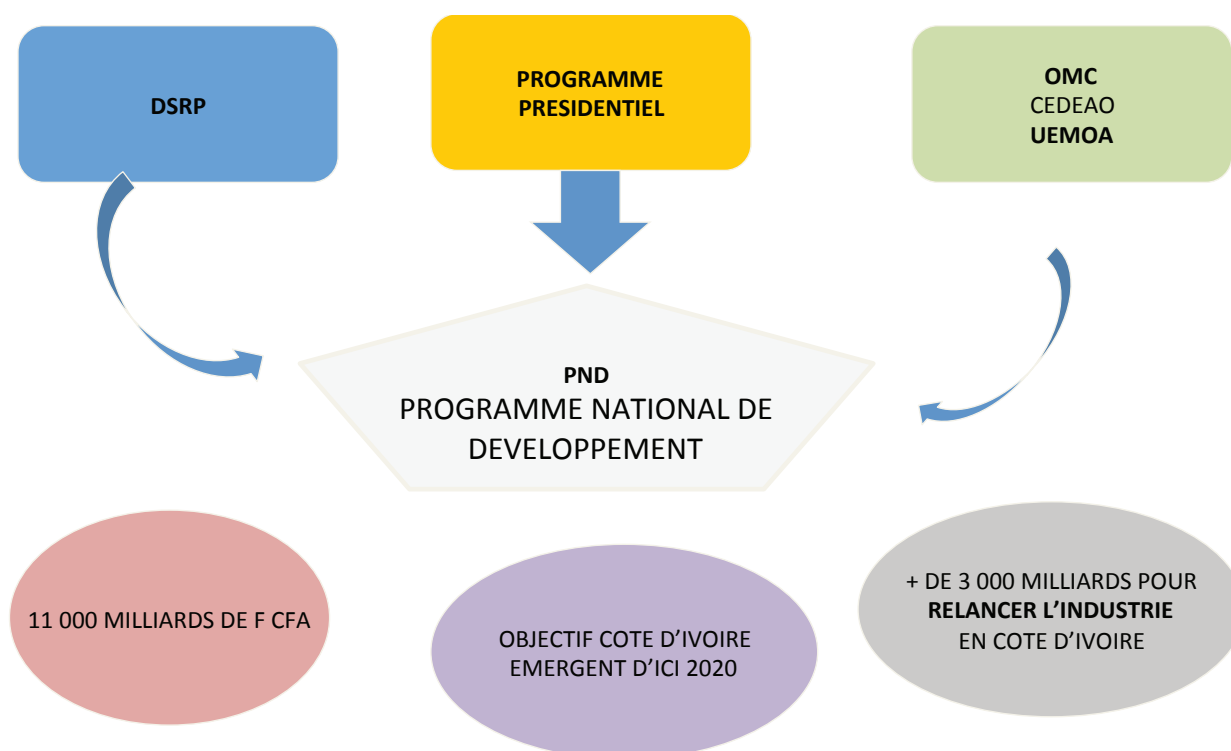 DSRP
PROGRAMME
PRESIDENTIEL
OMC
CEDEAO
UEMOA
PND
PROGRAMME NATIONAL DE
DEVELOPPEMENT
11 000 MILLIARDS DE F CFA
OBJECTIF COTE D’IVOIRE
EMERGENT D’ICI 2020
+ DE 3 000 MILLIARDS POUR
RELANCER L’INDUSTRIE
EN COTE D’IVOIRE